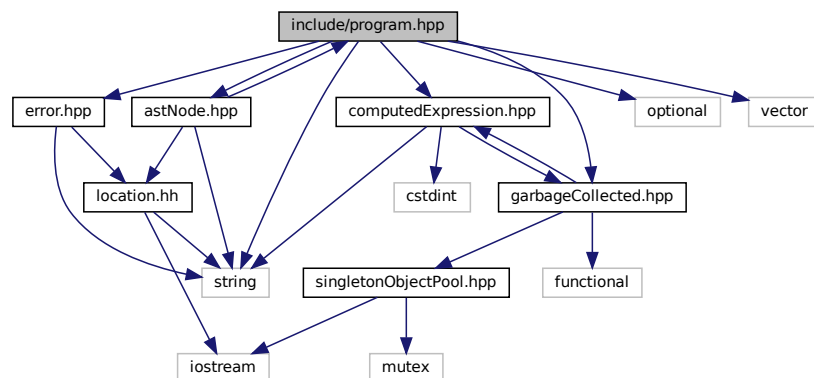 include/program.hpp
error.hpp
astNode.hpp
computedExpression.hpp
optional
vector
location.hh
cstdint
garbageCollected.hpp
string
singletonObjectPool.hpp
functional
iostream
mutex